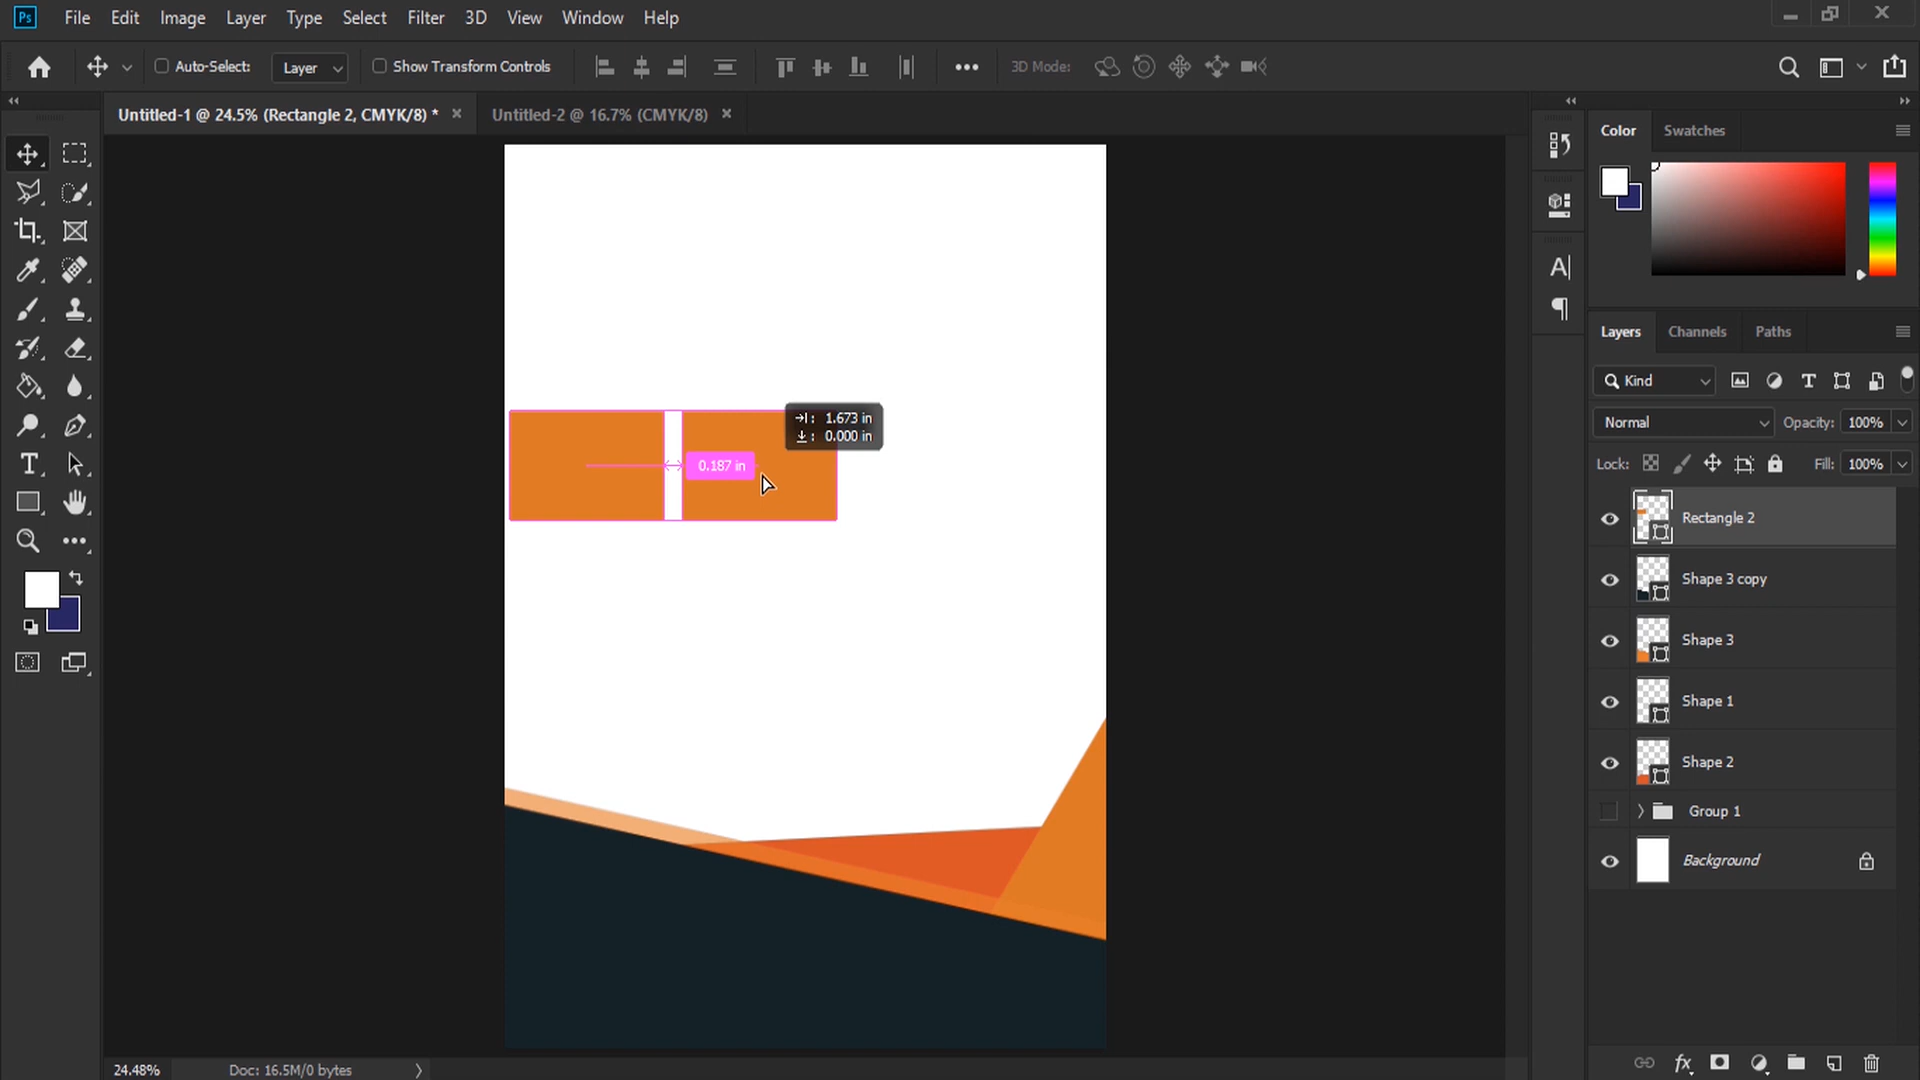 Ps File Edit Image Layer Type Select Filter 3D View Window Help
Auto-Select: Layer Show Transform Controls 3D Mode:
Untitled-1 @ 24.5% (Rectangle 2, CMYK/8) * Untitled-2 @ 16.7% (CMYK/8)
Color Swatches
Layers Channels Paths
Kind
Normal Opacity: 100%
Lock: Fill: 100%
1.673 in
0.000 in
0.187 in
Rectangle 2
Shape 3 copy
Shape 3
Shape 1
Shape 2
Group 1
Background
24.48% Doc: 16.5M/0 bytes